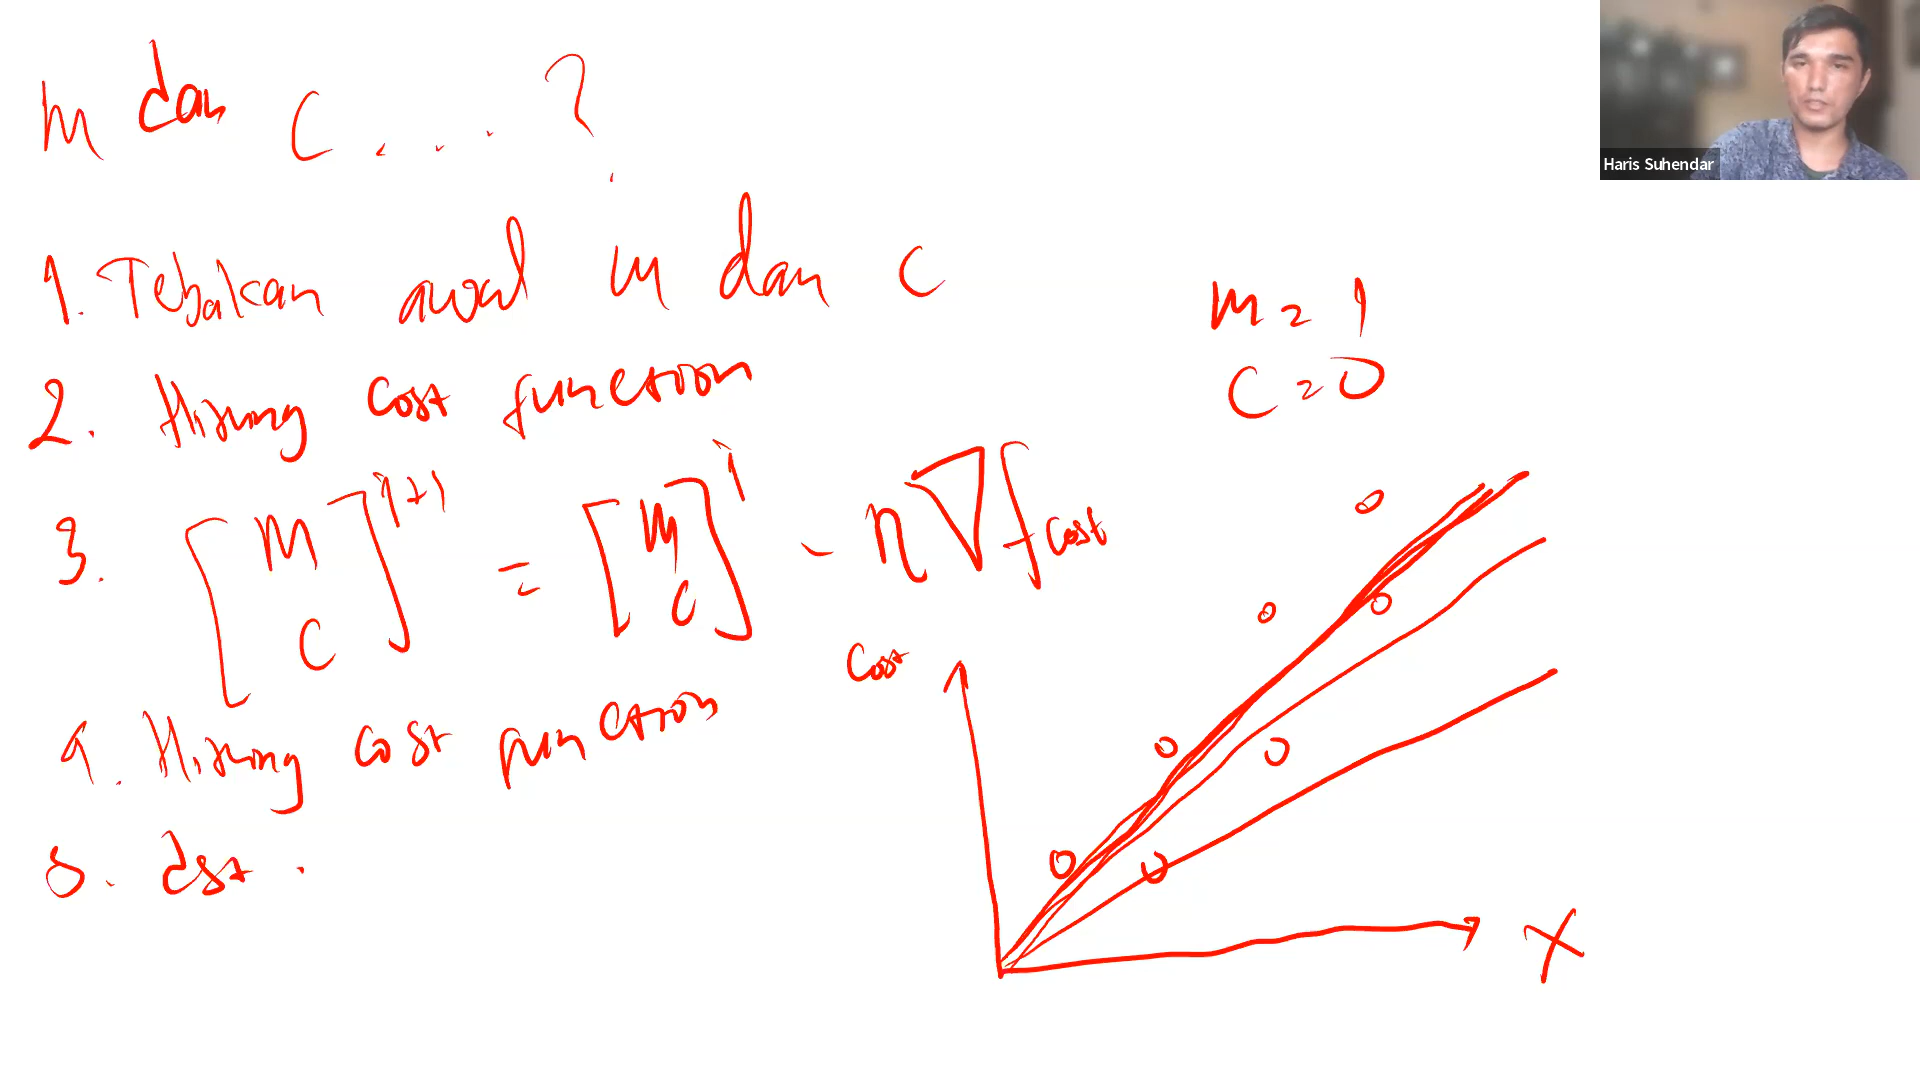 m dan c ... ?
Haris Suhendar
1. Tebakan awal m dan c
m = 1
c = 0
2. Hitung cost function
3. [m c]^{i+1} = [m c]^i - η ∇f cost
4. Hitung cost function
5. dst.
Cost
x